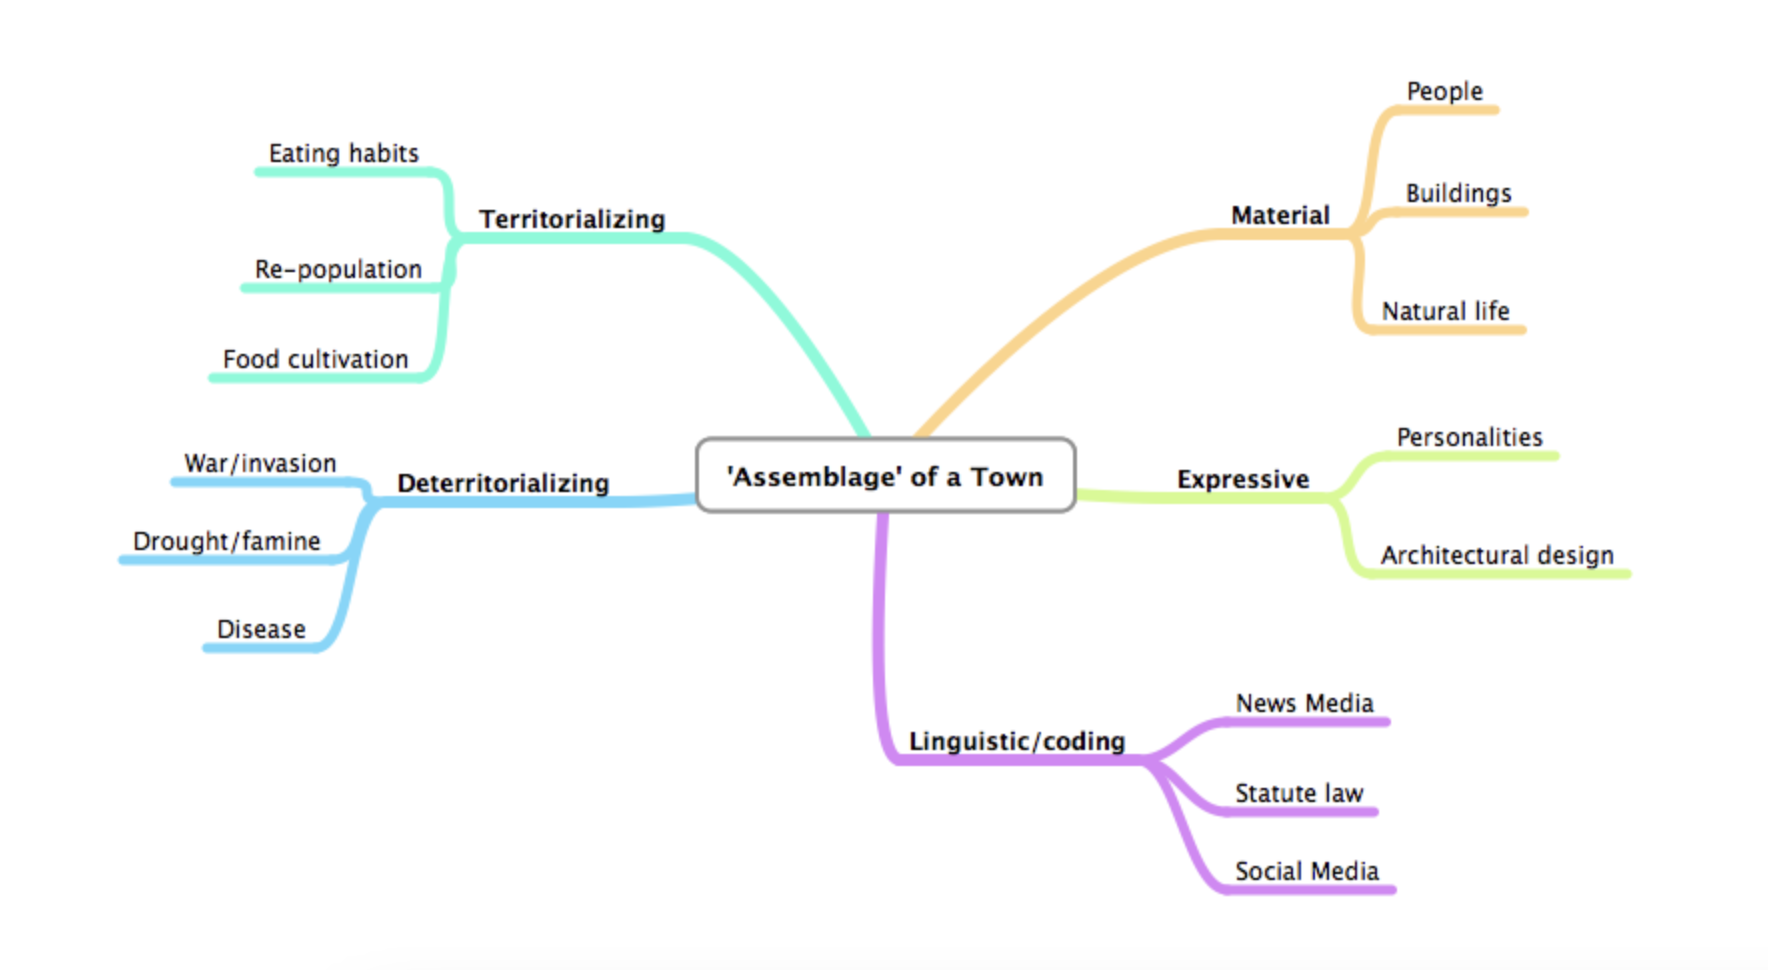 'Assemblage' of a Town
Territorializing
Eating habits
Re-population
Food cultivation
Deterritorializing
War/invasion
Drought/famine
Disease
Material
People
Buildings
Natural life
Expressive
Personalities
Architectural design
Linguistic/coding
News Media
Statute law
Social Media